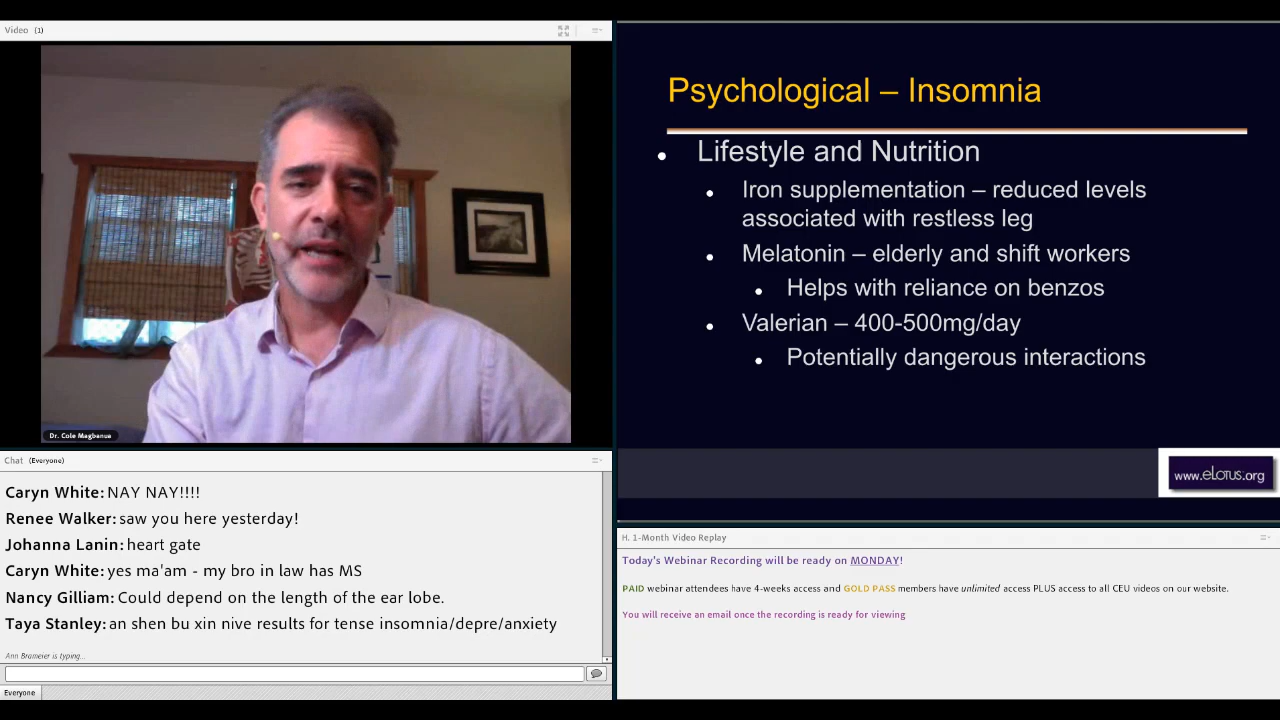 Video (1)
Dr. Cole Magbanua
Psychological – Insomnia
Lifestyle and Nutrition
Iron supplementation – reduced levels
associated with restless leg
Melatonin – elderly and shift workers
Helps with reliance on benzos
Valerian – 400-500mg/day
Potentially dangerous interactions
www.eLotus.org
Chat (Everyone)
Caryn White: NAY NAY!!!!
Renee Walker: saw you here yesterday!
Johanna Lanin: heart gate
Caryn White: yes ma'am - my bro in law has MS
Nancy Gilliam: Could depend on the length of the ear lobe.
Taya Stanley: an shen bu xin nive results for tense insomnia/depre/anxiety
Ann Brameier is typing...
Everyone
H. 1-Month Video Replay
Today's Webinar Recording will be ready on MONDAY!
PAID webinar attendees have 4-weeks access and GOLD PASS members have unlimited access PLUS access to all CEU videos on our website.
You will receive an email once the recording is ready for viewing